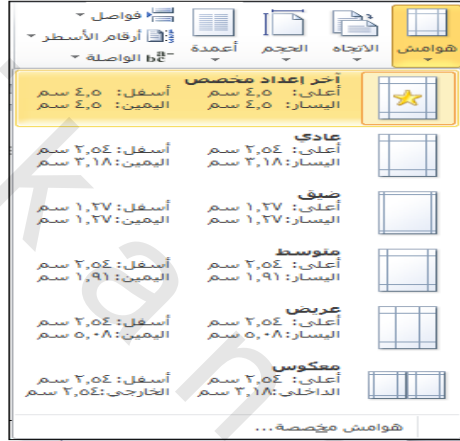 فواصل
أرقام الأسطر
الواصلة
هوامش الاتجاه الحجم أعمدة
آخر إعداد مخصص
أعلى: ٤,٥ سم أسفل: ٤,٥ سم
اليسار: ٤,٥ سم اليمين: ٤,٥ سم
عادي
أعلى: ٢,٥٤ سم أسفل: ٢,٥٤ سم
اليسار: ٣,١٨ سم اليمين: ٣,١٨ سم
ضيق
أعلى: ١,٢٧ سم أسفل: ١,٢٧ سم
اليسار: ١,٢٧ سم اليمين: ١,٢٧ سم
متوسط
أعلى: ٢,٥٤ سم أسفل: ٢,٥٤ سم
اليسار: ١,٩١ سم اليمين: ١,٩١ سم
عريض
أعلى: ٢,٥٤ سم أسفل: ٢,٥٤ سم
اليسار: ٥,٠٨ سم اليمين: ٥,٠٨ سم
معكوس
أعلى: ٢,٥٤ سم أسفل: ٢,٥٤ سم
الداخلي: ٣,١٨ سم الخارجي: ٢,٥٤ سم
هوامش مخصصة...